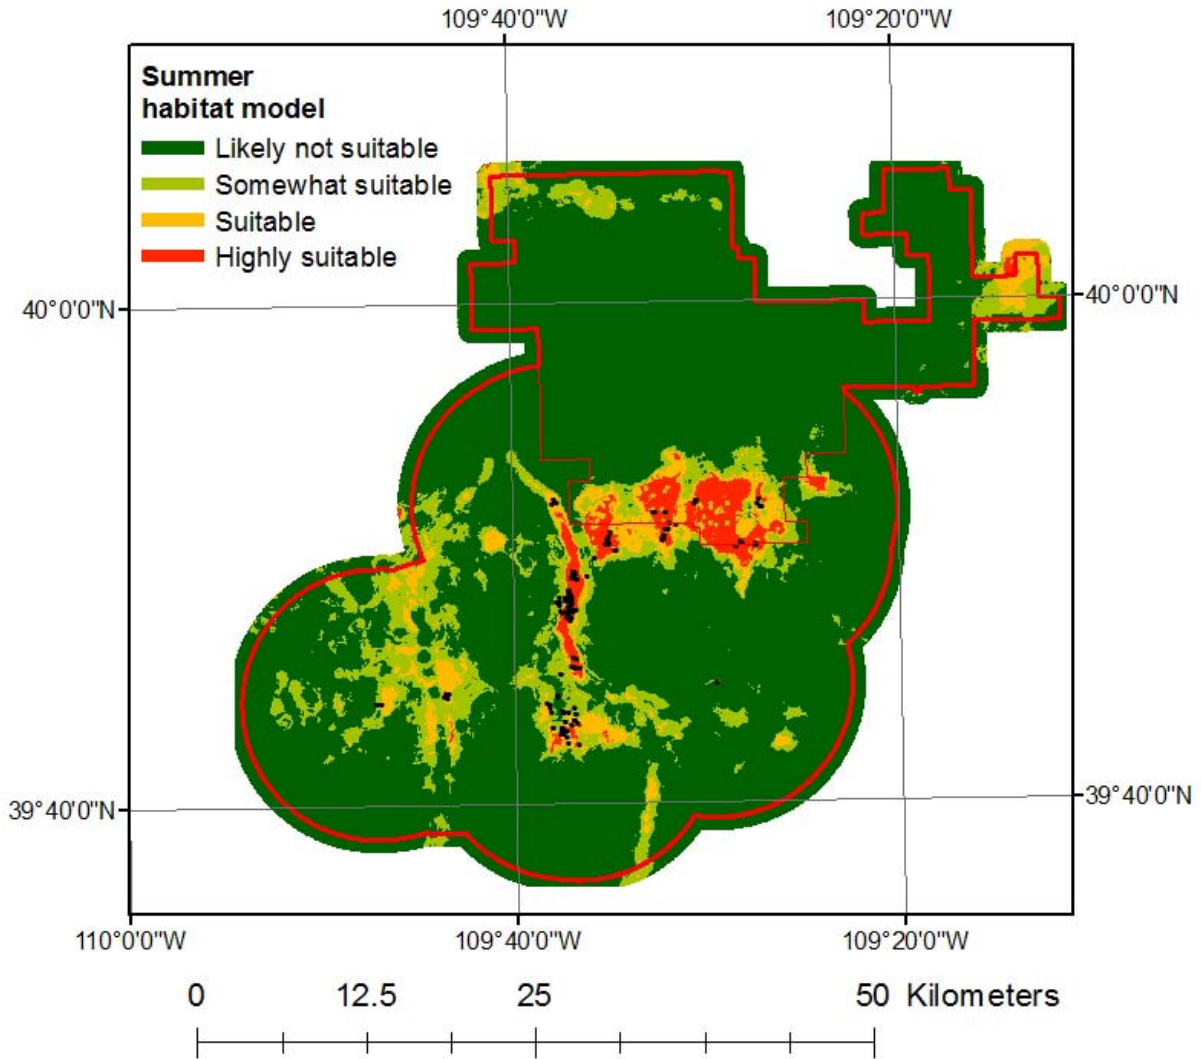 109°40'0"W 109°20'0"W
Summer
habitat model
Likely not suitable
Somewhat suitable
Suitable
Highly suitable
40°0'0"N 40°0'0"N
39°40'0"N 39°40'0"N
110°0'0"W 109°40'0"W 109°20'0"W
0 12.5 25 50 Kilometers